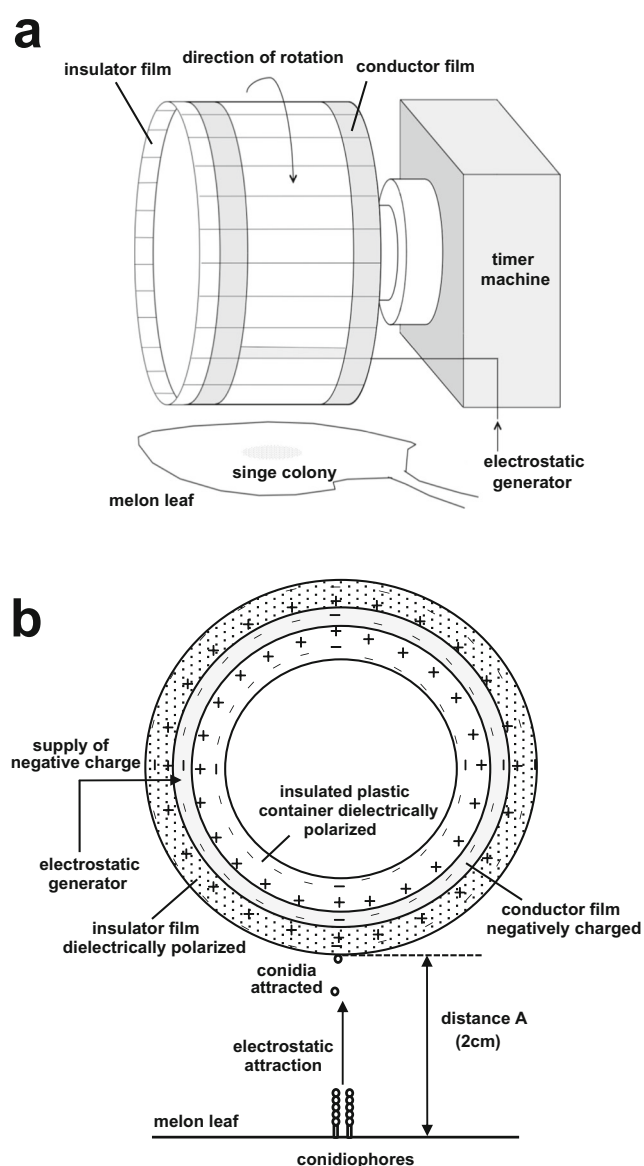 a
insulator film
direction of rotation
conductor film
timer
machine
singe colony
melon leaf
electrostatic
generator
b
supply of
negative charge
insulated plastic
container dielectrically
polarized
electrostatic
generator
insulator film
dielectrically polarized
conductor film
negatively charged
conidia
attracted
distance A
(2cm)
electrostatic
attraction
melon leaf
conidiophores